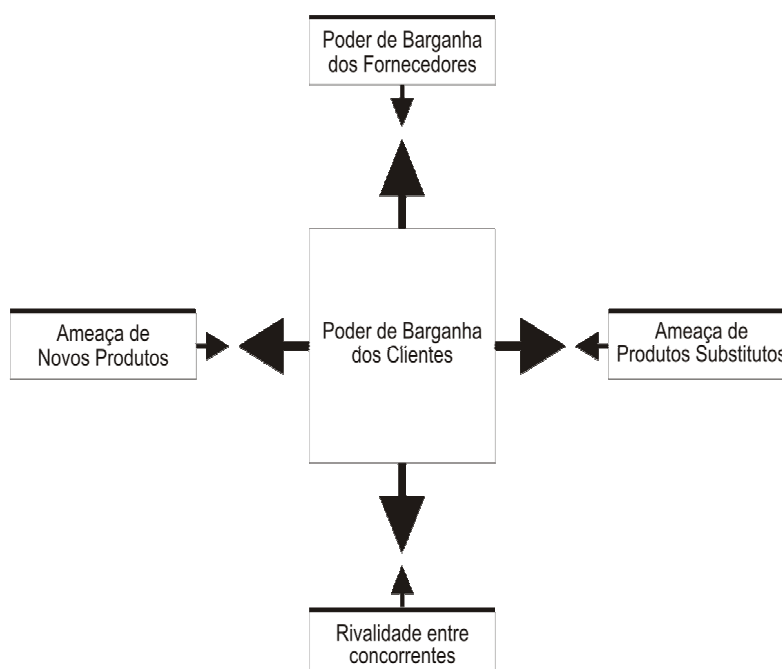 Poder de Barganha
dos Fornecedores
Ameaça de
Novos Produtos
Poder de Barganha
dos Clientes
Ameaça de
Produtos Substitutos
Rivalidade entre
concorrentes